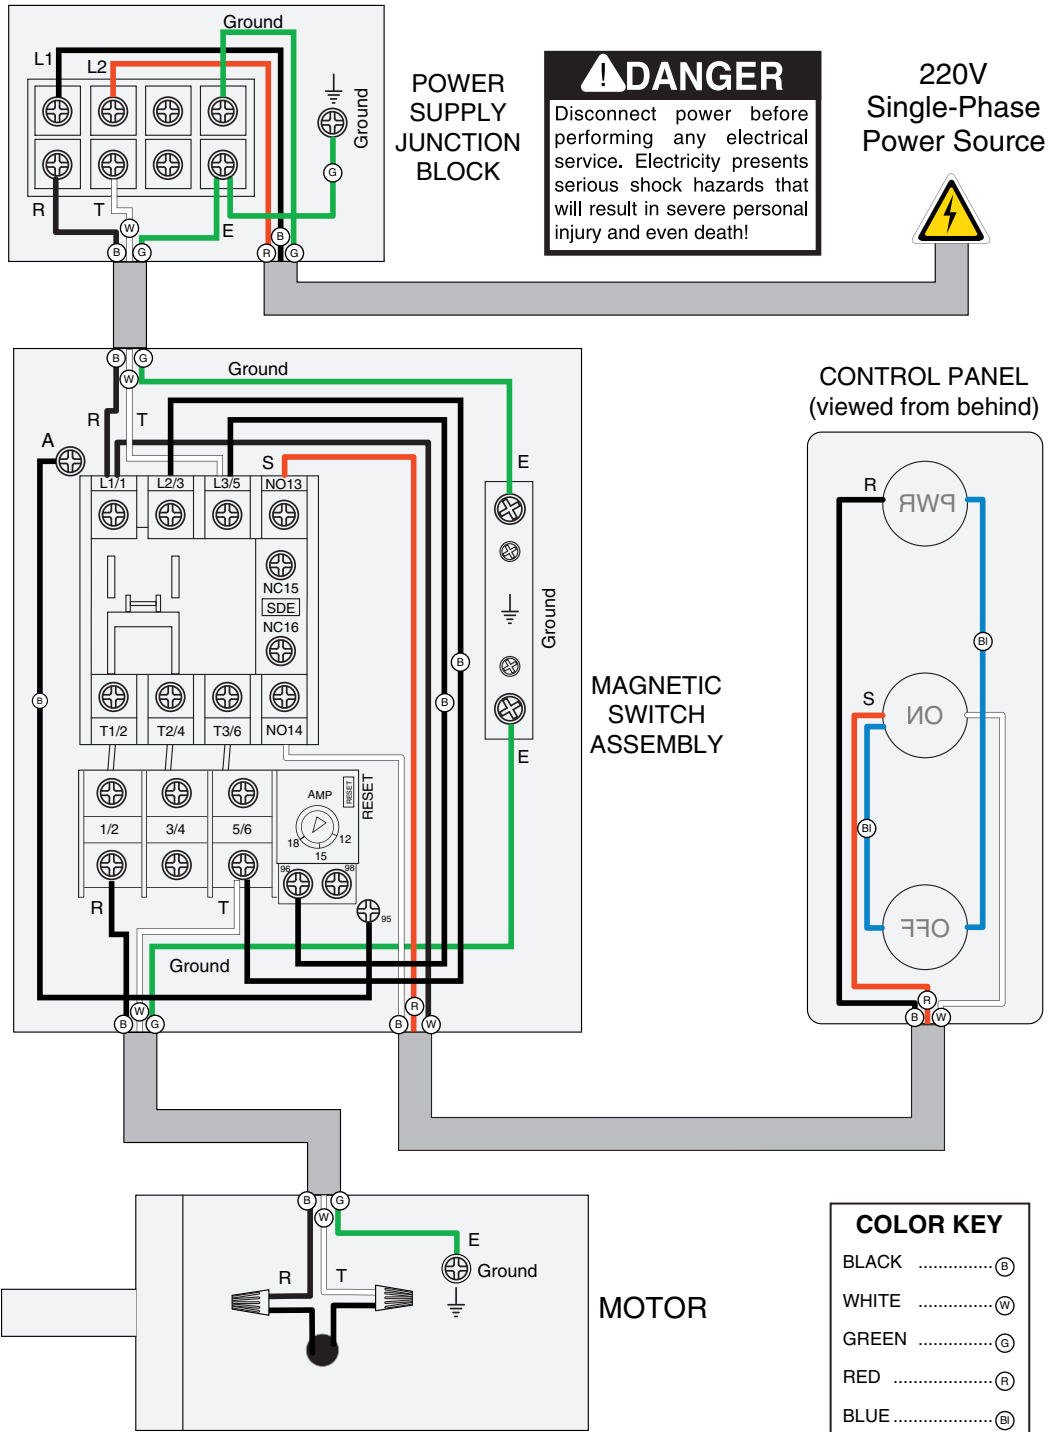 Ground
L1
L2
Ground
G
R
T
W
E
B
G
R
B
G
POWER
SUPPLY
JUNCTION
BLOCK
DANGER
Disconnect power before
performing any electrical
service. Electricity presents
serious shock hazards that
will result in severe personal
injury and even death!
220V
Single-Phase
Power Source
B
G
W
Ground
R
T
A
S
E
L1/1
L2/3
L3/5
NO13
NC15
SDE
NC16
Ground
B
B
B
T1/2
T2/4
T3/6
NO14
E
MAGNETIC
SWITCH
ASSEMBLY
AMP
RESET
RESET
18
12
15
1/2
3/4
5/6
96
98
95
R
T
Ground
B
W
G
B
R
W
CONTROL PANEL
(viewed from behind)
R
PWR
Bl
S
ON
Bl
OFF
R
B
W
B
W
G
E
Ground
R
T
MOTOR
COLOR KEY
BLACK ............... B
WHITE ............... W
GREEN ............... G
RED .................... R
BLUE .................... Bl